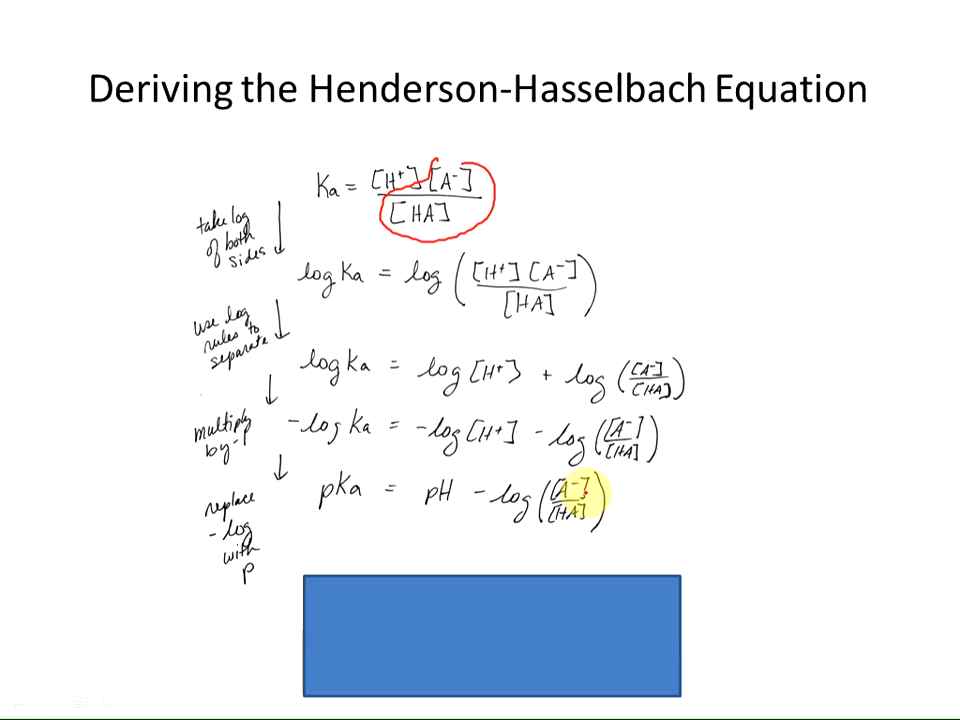 Deriving the Henderson-Hasselbach Equation
Ka = [H⁺][A⁻] / [HA]
take log
of both
sides
log Ka = log ([H⁺][A⁻] / [HA])
use log
rules to
separate
log Ka = log [H⁺] + log ([A⁻] / [HA])
multiply
by -1
-log Ka = -log [H⁺] - log ([A⁻] / [HA])
replace
- log
with
p
pKa = pH - log ([A⁻] / [HA])